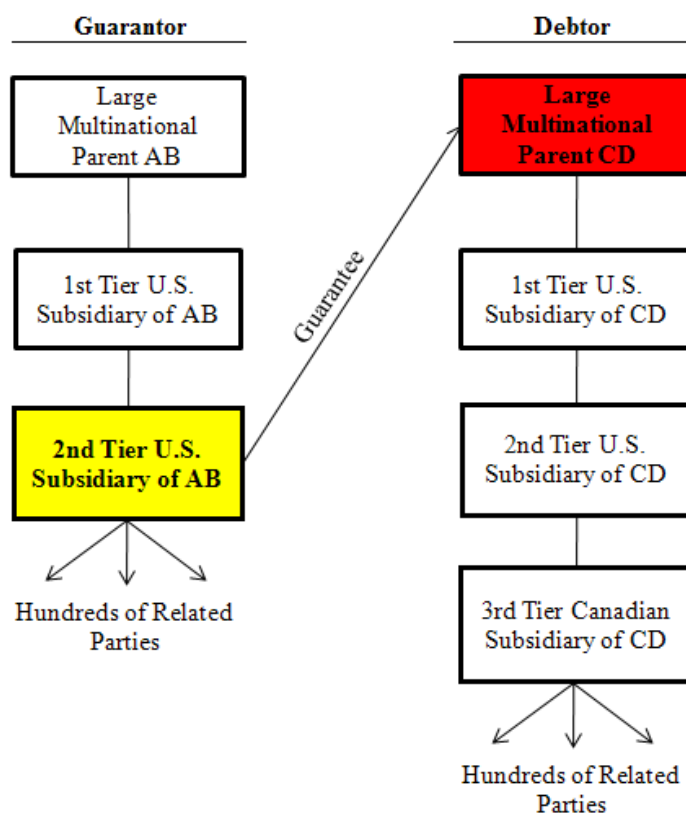 Guarantor
Large
Multinational
Parent AB
1st Tier U.S.
Subsidiary of AB
2nd Tier U.S.
Subsidiary of AB
Hundreds of Related
Parties
Guarantee
Debtor
Large
Multinational
Parent CD
1st Tier U.S.
Subsidiary of CD
2nd Tier U.S.
Subsidiary of CD
3rd Tier Canadian
Subsidiary of CD
Hundreds of Related
Parties